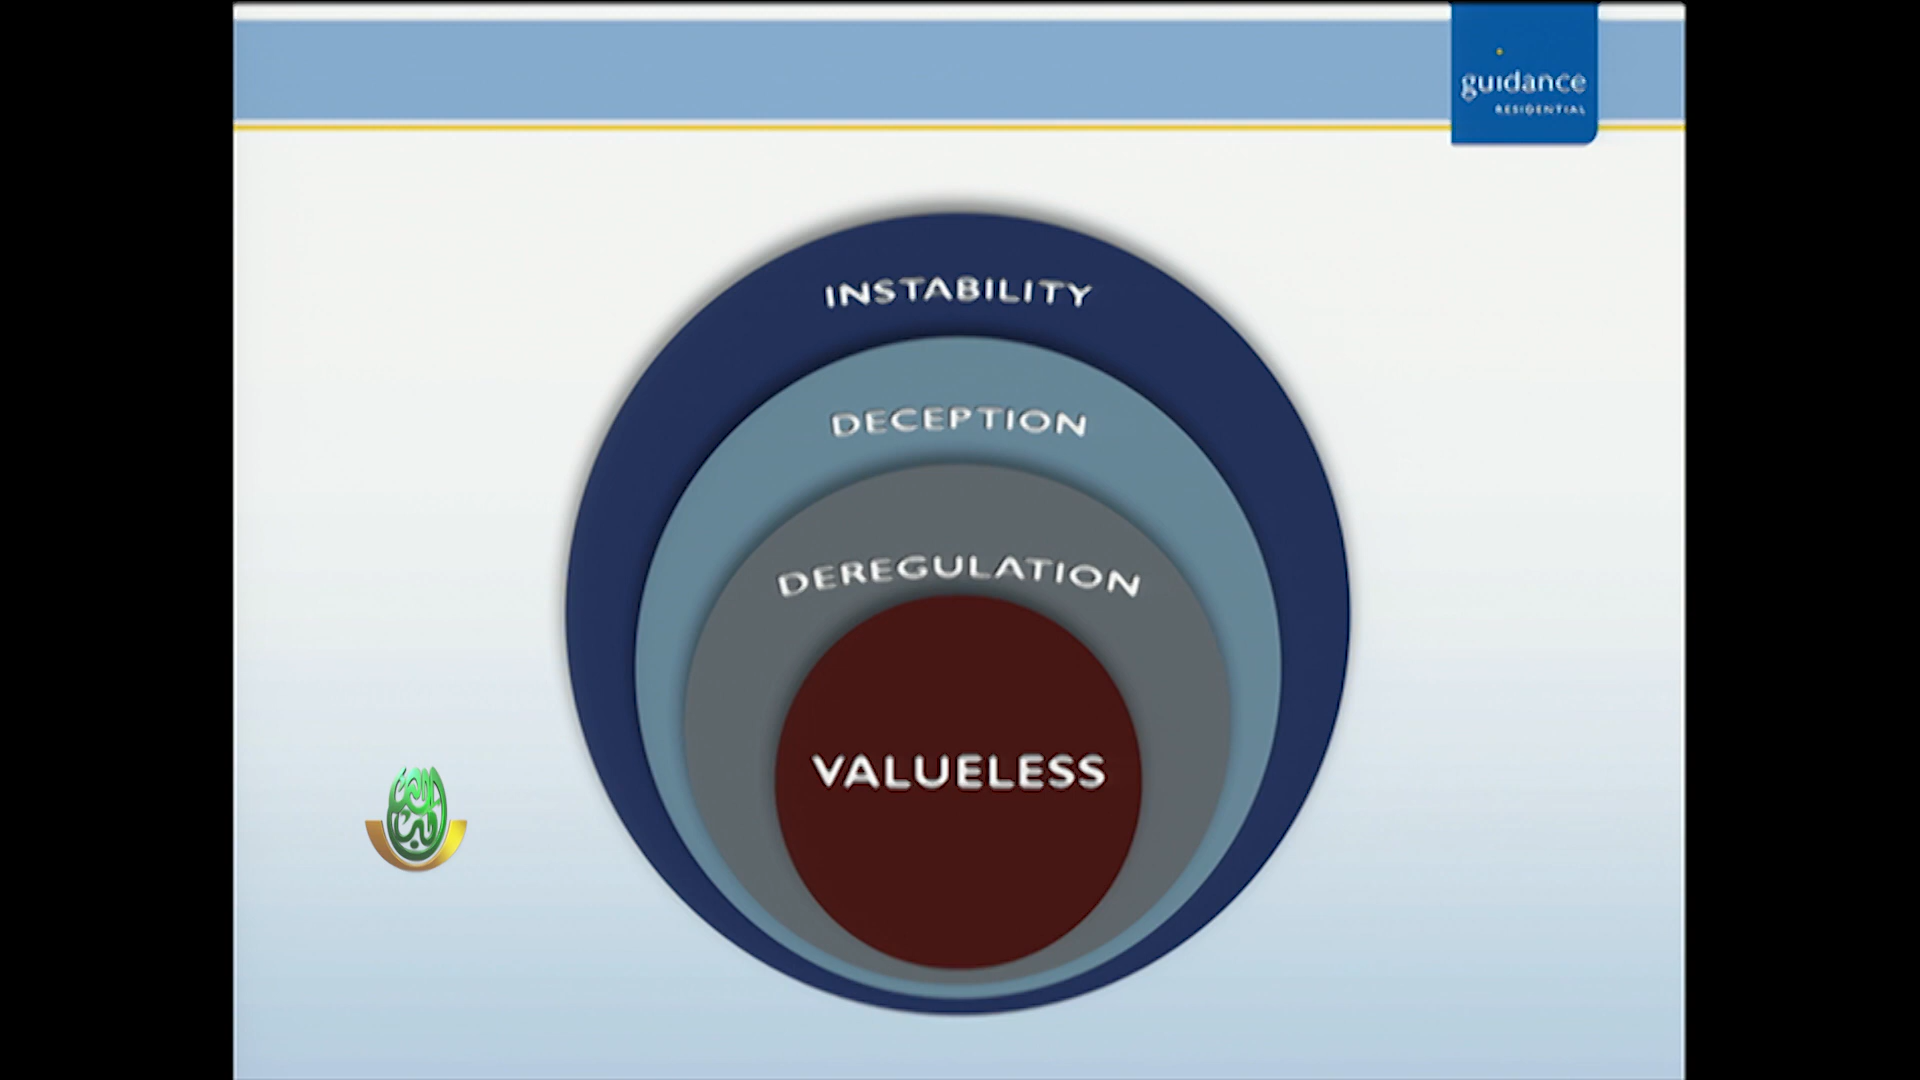 guidance
RESIDENTIAL
INSTABILITY
DECEPTION
DEREGULATION
VALUELESS